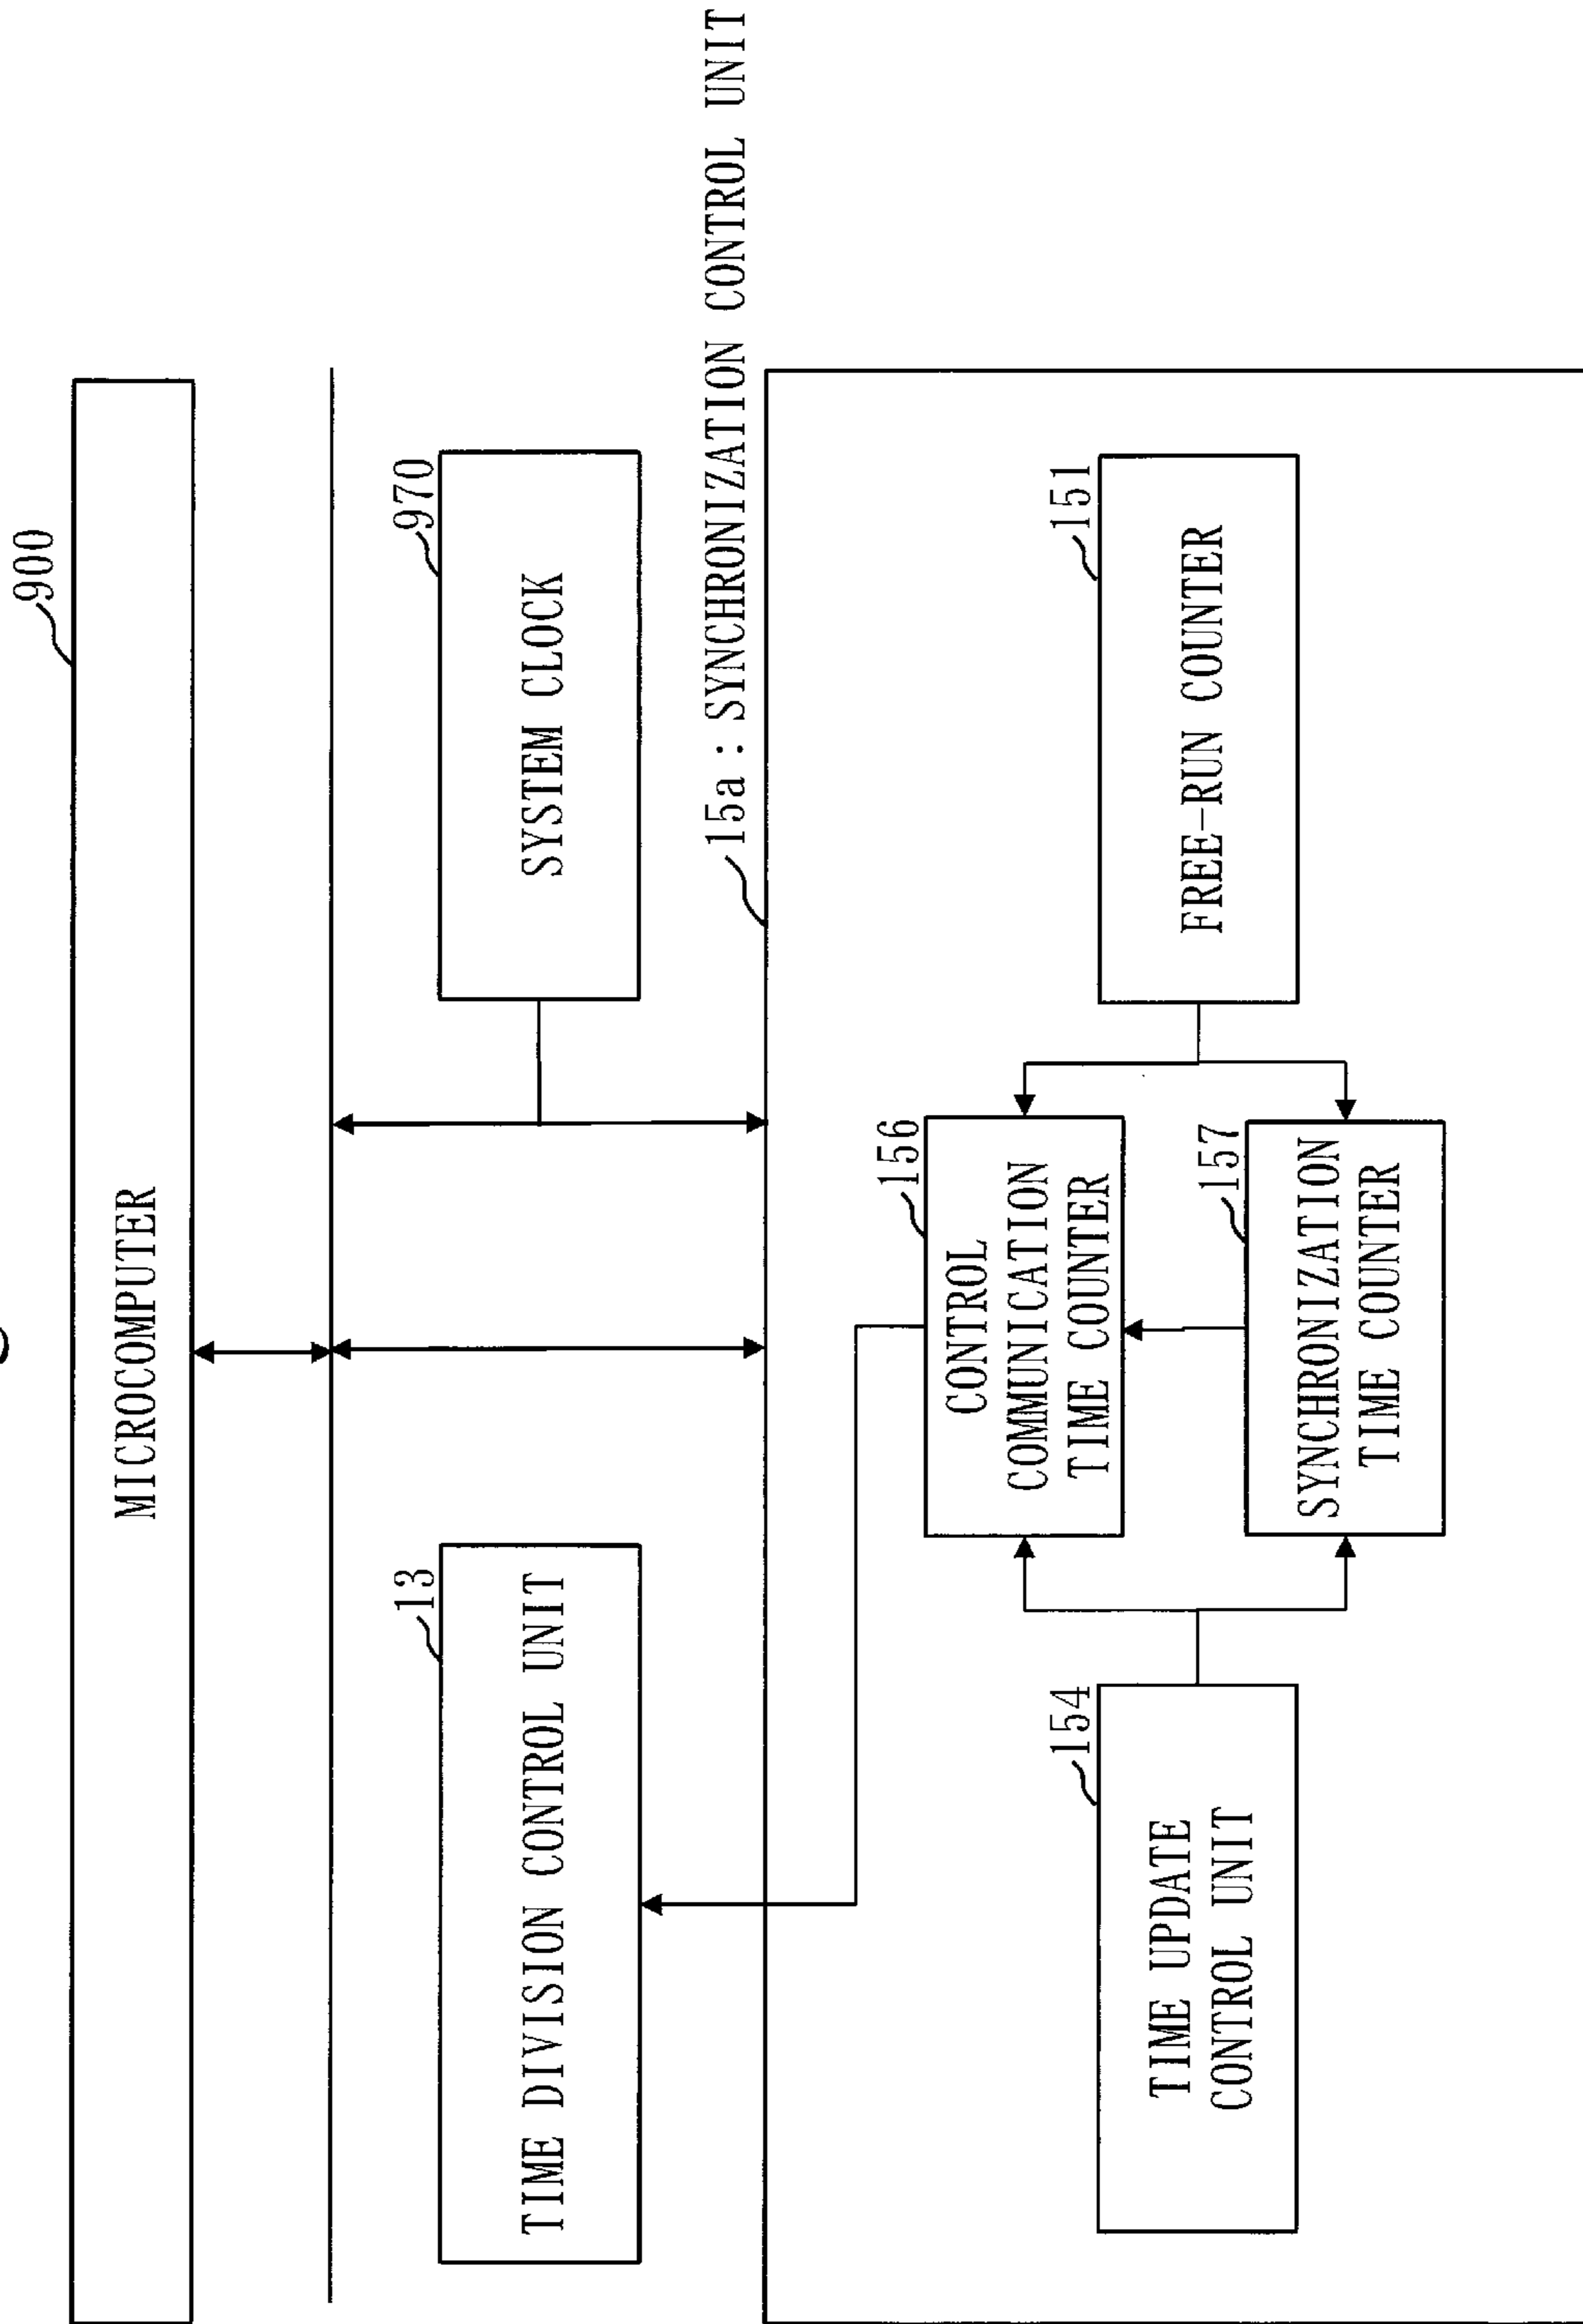 900
MICROCOMPUTER
13
TIME DIVISION CONTROL UNIT
970
SYSTEM CLOCK
15a : SYNCHRONIZATION CONTROL UNIT
154
TIME UPDATE
CONTROL UNIT
156
CONTROL
COMMUNICATION
TIME COUNTER
157
SYNCHRONIZATION
TIME COUNTER
151
FREE-RUN COUNTER